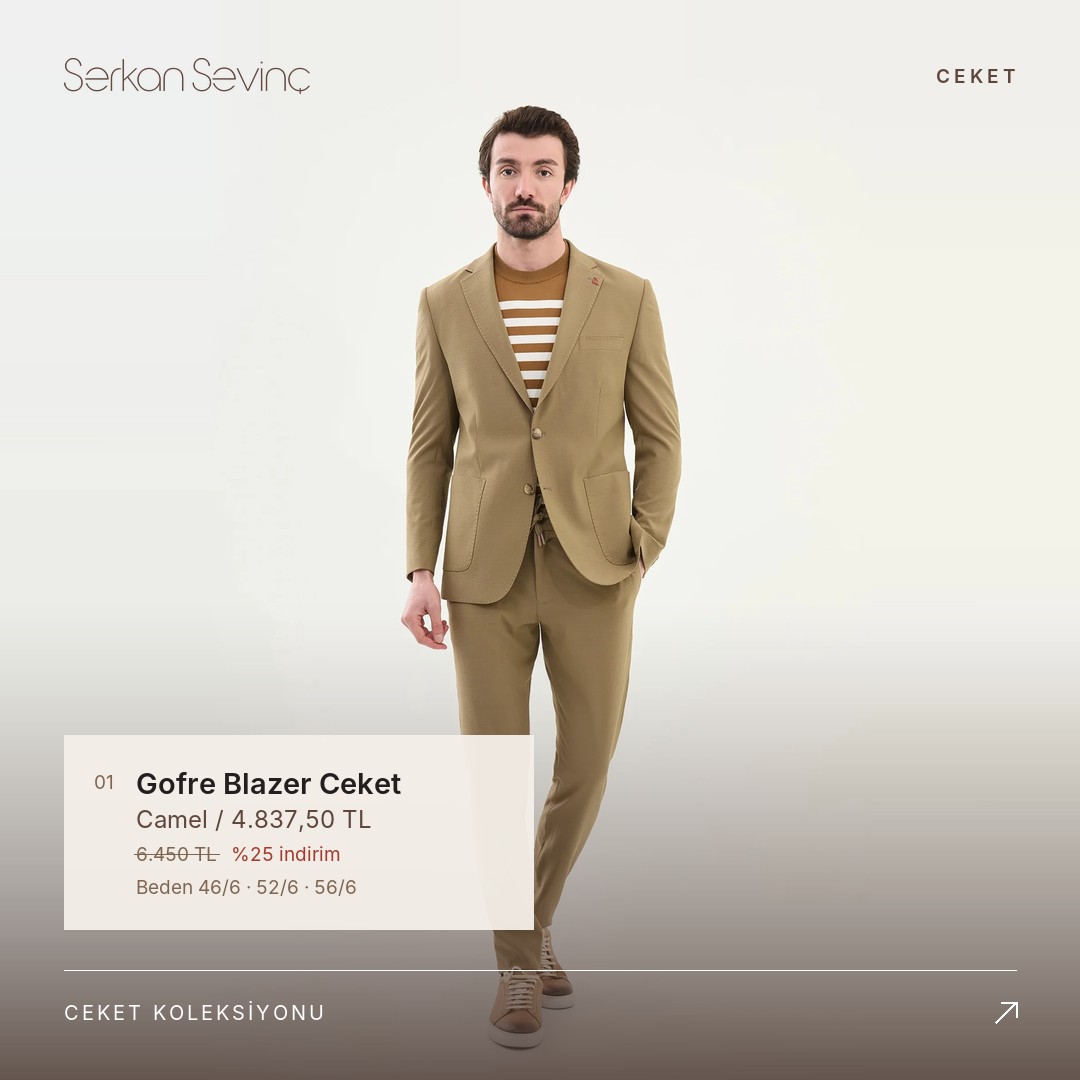 Serkan Sevinç
CEKET
01 Gofre Blazer Ceket
Camel / 4.837,50 TL
6.450 TL %25 indirim
Beden 46/6 · 52/6 · 56/6
CEKET KOLEKSİYONU